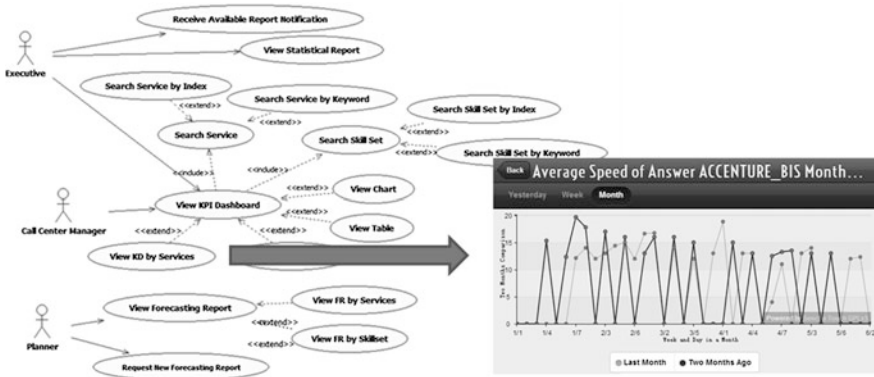 Receive Available Report Notification
View Statistical Report
Executive
Search Service by Index
Search Service by Keyword
Search Skill Set by Index
<<extend>>
<<extend>>
<<extend>>
Search Service
Search Skill Set
<<extend>>
Search Skill Set by Keyword
<<include>>
<<include>>
View KPI Dashboard
<<extend>>
View Chart
Call Center Manager
<<extend>>
<<extend>>
<<extend>>
View Table
View KD by Services
View Forecasting Report
View FR by Services
<<extend>>
<<extend>>
View FR by Skillset
Planner
Request New Forecasting Report
Back
Average Speed of Answer ACCENTURE_BIS Month...
Yesterday
Week
Month
Two Months Comparison
20
15
10
5
0
1/1
1/4
1/7
2/3
2/6
3/2
3/5
4/1
4/4
4/7
5/3
5/6
6/2
Week and Day in a Month
Last Month
Two Months Ago